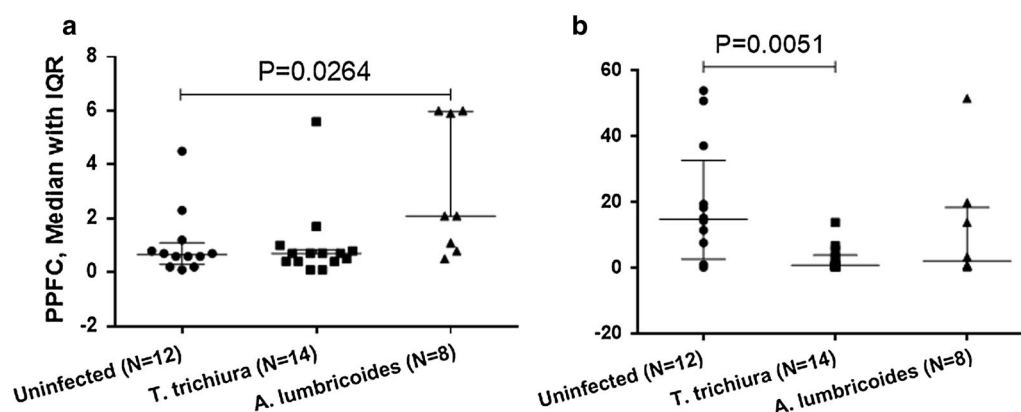 a
PPFC, Median with IQR
8
6
4
2
0
-2
P=0.0264
Uninfected (N=12)
T. trichiura (N=14)
A. lumbricoides (N=8)
b
60
40
20
0
-20
P=0.0051
Uninfected (N=12)
T. trichiura (N=14)
A. lumbricoides (N=8)